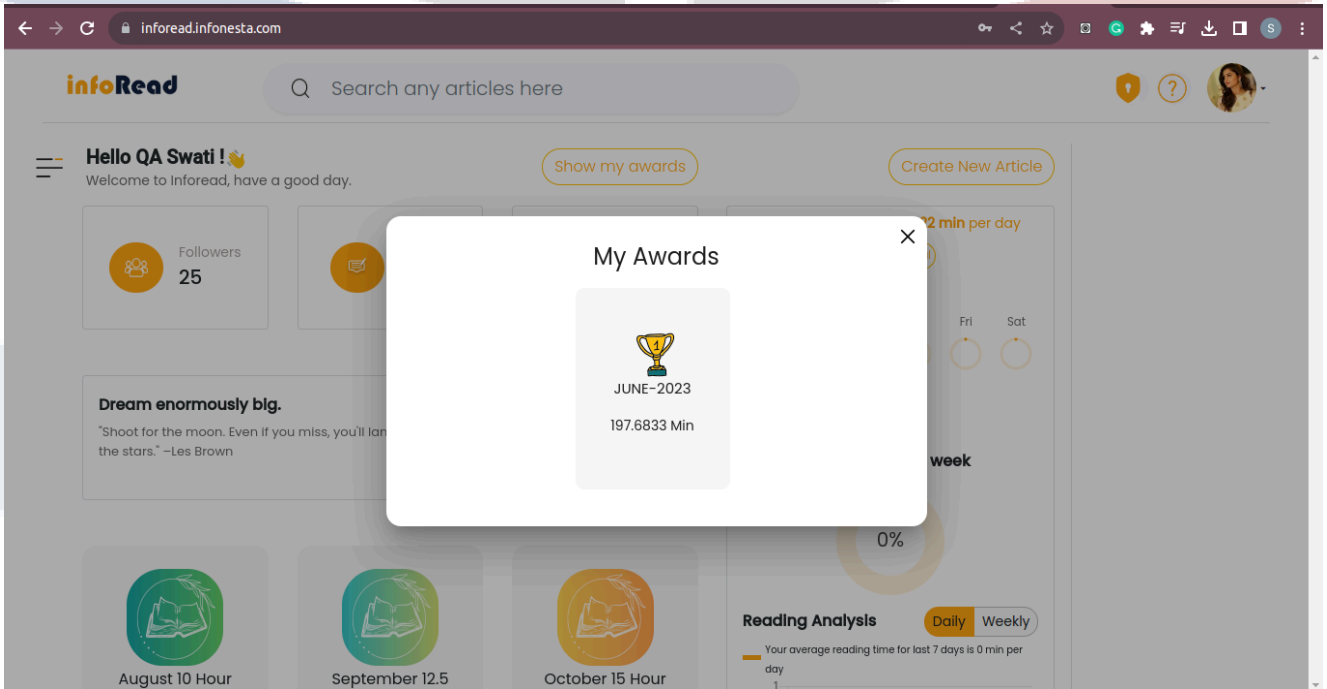 inforead.infonesta.com
G
S
infoRead
Search any articles here
?
Hello QA Swati !👋
Welcome to Inforead, have a good day.
Show my awards
Create New Article
Followers
25
min per day
Fri Sat
My Awards
1
JUNE-2023
197.6833 Min
Dream enormously big.
"Shoot for the moon. Even if you miss, you'll
the stars." –Les Brown
week
0%
Reading Analysis
Daily Weekly
Your average reading time for last 7 days is 0 min per
day
1
August 10 Hour
September 12.5
October 15 Hour